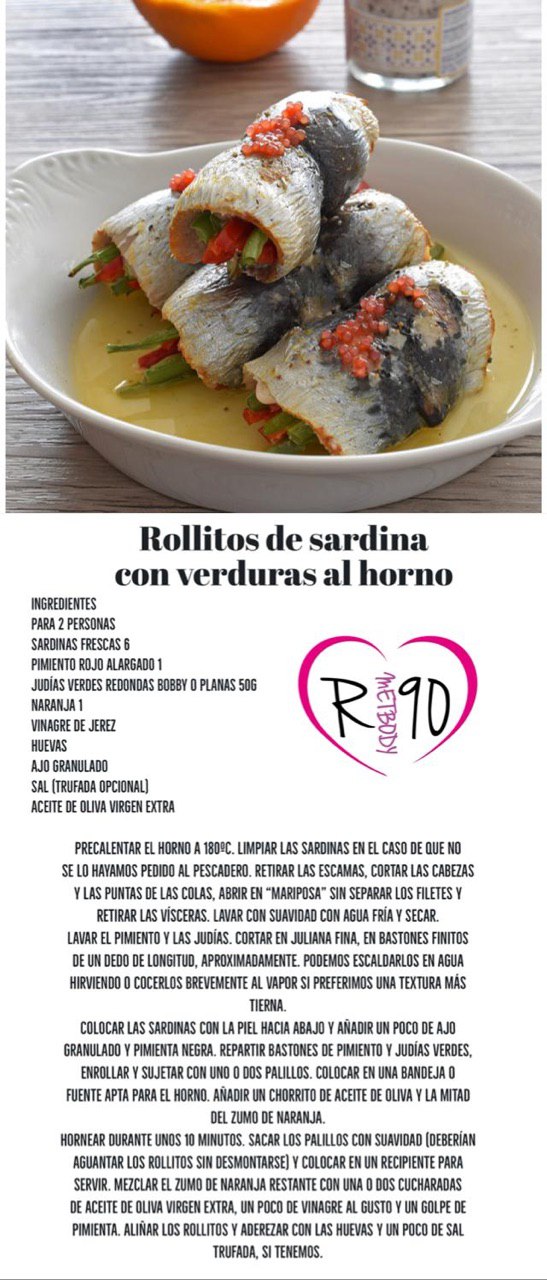 Rollitos de sardina
con verduras al horno
INGREDIENTES
PARA 2 PERSONAS
SARDINAS FRESCAS 6
PIMIENTO ROJO ALARGADO 1
JUDÍAS VERDES REDONDAS BOBBY O PLANAS 50G
NARANJA 1
VINAGRE DE JEREZ
HUEVAS
AJO GRANULADO
SAL (TRUFADA OPCIONAL)
ACEITE DE OLIVA VIRGEN EXTRA
R METBODY 90
PRECALENTAR EL HORNO A 180ºC. LIMPIAR LAS SARDINAS EN EL CASO DE QUE NO
SE LO HAYAMOS PEDIDO AL PESCADERO. RETIRAR LAS ESCAMAS, CORTAR LAS CABEZAS
Y LAS PUNTAS DE LAS COLAS, ABRIR EN “MARIPOSA” SIN SEPARAR LOS FILETES Y
RETIRAR LAS VÍSCERAS. LAVAR CON SUAVIDAD CON AGUA FRÍA Y SECAR.
LAVAR EL PIMIENTO Y LAS JUDÍAS. CORTAR EN JULIANA FINA, EN BASTONES FINITOS
DE UN DEDO DE LONGITUD, APROXIMADAMENTE. PODEMOS ESCALDARLOS EN AGUA
HIRVIENDO O COCERLOS BREVEMENTE AL VAPOR SI PREFERIMOS UNA TEXTURA MÁS
TIERNA.
COLOCAR LAS SARDINAS CON LA PIEL HACIA ABAJO Y AÑADIR UN POCO DE AJO
GRANULADO Y PIMIENTA NEGRA. REPARTIR BASTONES DE PIMIENTO Y JUDÍAS VERDES,
ENROLLAR Y SUJETAR CON UNO O DOS PALILLOS. COLOCAR EN UNA BANDEJA O
FUENTE APTA PARA EL HORNO. AÑADIR UN CHORRITO DE ACEITE DE OLIVA Y LA MITAD
DEL ZUMO DE NARANJA.
HORNEAR DURANTE UNOS 10 MINUTOS. SACAR LOS PALILLOS CON SUAVIDAD (DEBERÍAN
AGUANTAR LOS ROLLITOS SIN DESMONTARSE) Y COLOCAR EN UN RECIPIENTE PARA
SERVIR. MEZCLAR EL ZUMO DE NARANJA RESTANTE CON UNA O DOS CUCHARADAS
DE ACEITE DE OLIVA VIRGEN EXTRA, UN POCO DE VINAGRE AL GUSTO Y UN GOLPE DE
PIMIENTA. ALIÑAR LOS ROLLITOS Y ADEREZAR CON LAS HUEVAS Y UN POCO DE SAL
TRUFADA, SI TENEMOS.